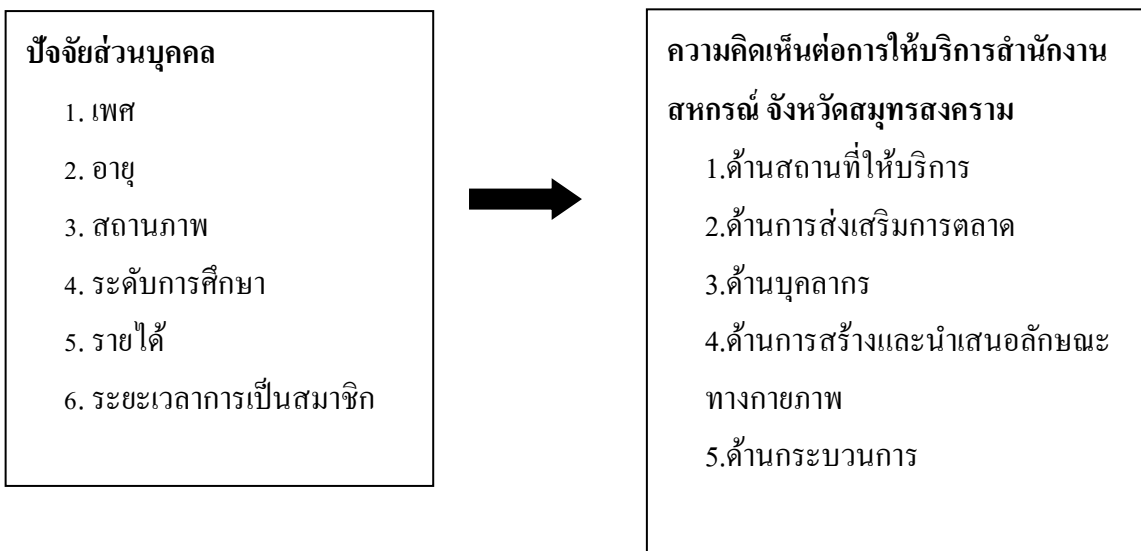 ปัจจัยส่วนบุคคล
1. เพศ
2. อายุ
3. สถานภาพ
4. ระดับการศึกษา
5. รายได้
6. ระยะเวลาการเป็นสมาชิก
ความคิดเห็นต่อการให้บริการสำนักงาน
สหกรณ์ จังหวัดสมุทรสงคราม
1.ด้านสถานที่ให้บริการ
2.ด้านการส่งเสริมการตลาด
3.ด้านบุคลากร
4.ด้านการสร้างและนำเสนอลักษณะ
ทางกายภาพ
5.ด้านกระบวนการ